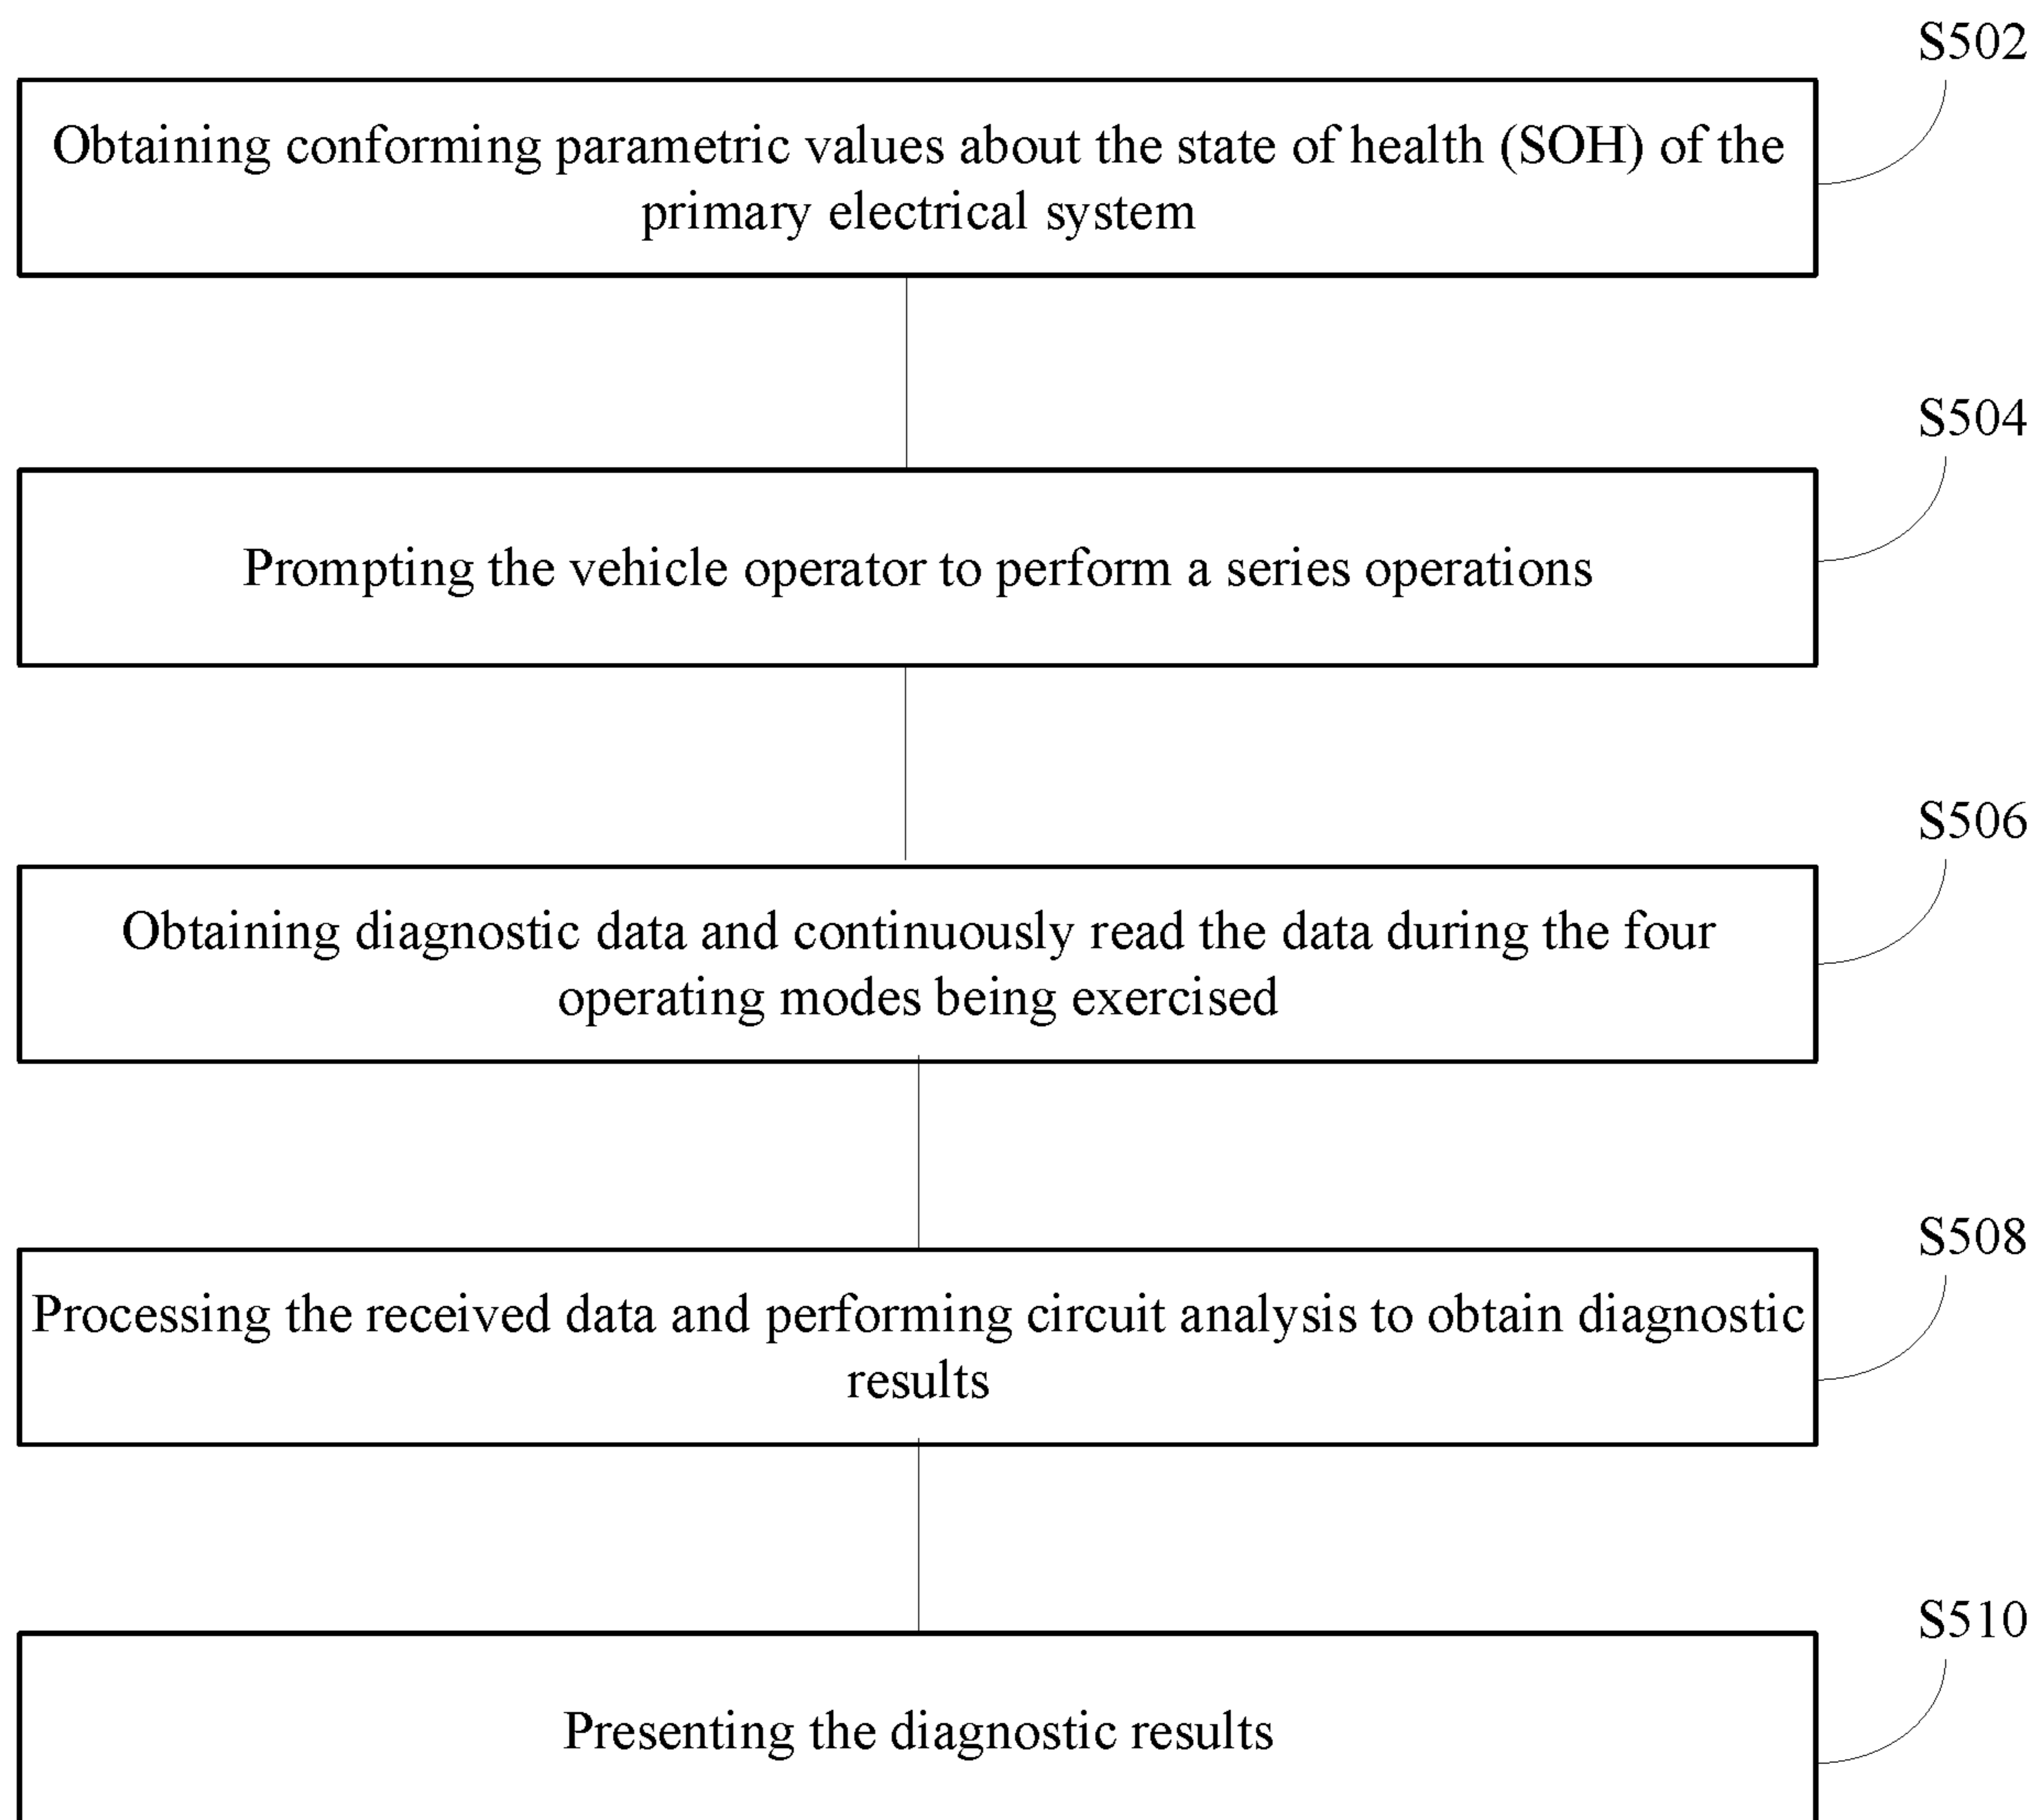 S502
Obtaining conforming parametric values about the state of health (SOH) of the
primary electrical system
S504
Prompting the vehicle operator to perform a series operations
S506
Obtaining diagnostic data and continuously read the data during the four
operating modes being exercised
S508
Processing the received data and performing circuit analysis to obtain diagnostic
results
S510
Presenting the diagnostic results